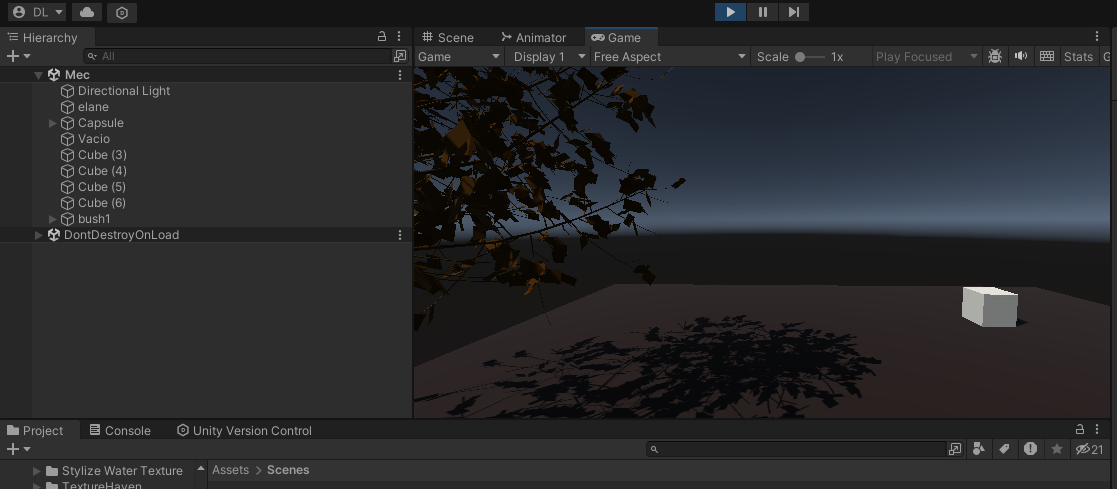 DL
Hierarchy
All
Mec
Directional Light
elane
Capsule
Vacio
Cube (3)
Cube (4)
Cube (5)
Cube (6)
bush1
DontDestroyOnLoad
Scene Animator Game
Game Display 1 Free Aspect Scale 1x Play Focused Stats G
Project Console Unity Version Control
21
Stylize Water Texture
TextureHaven
Assets > Scenes